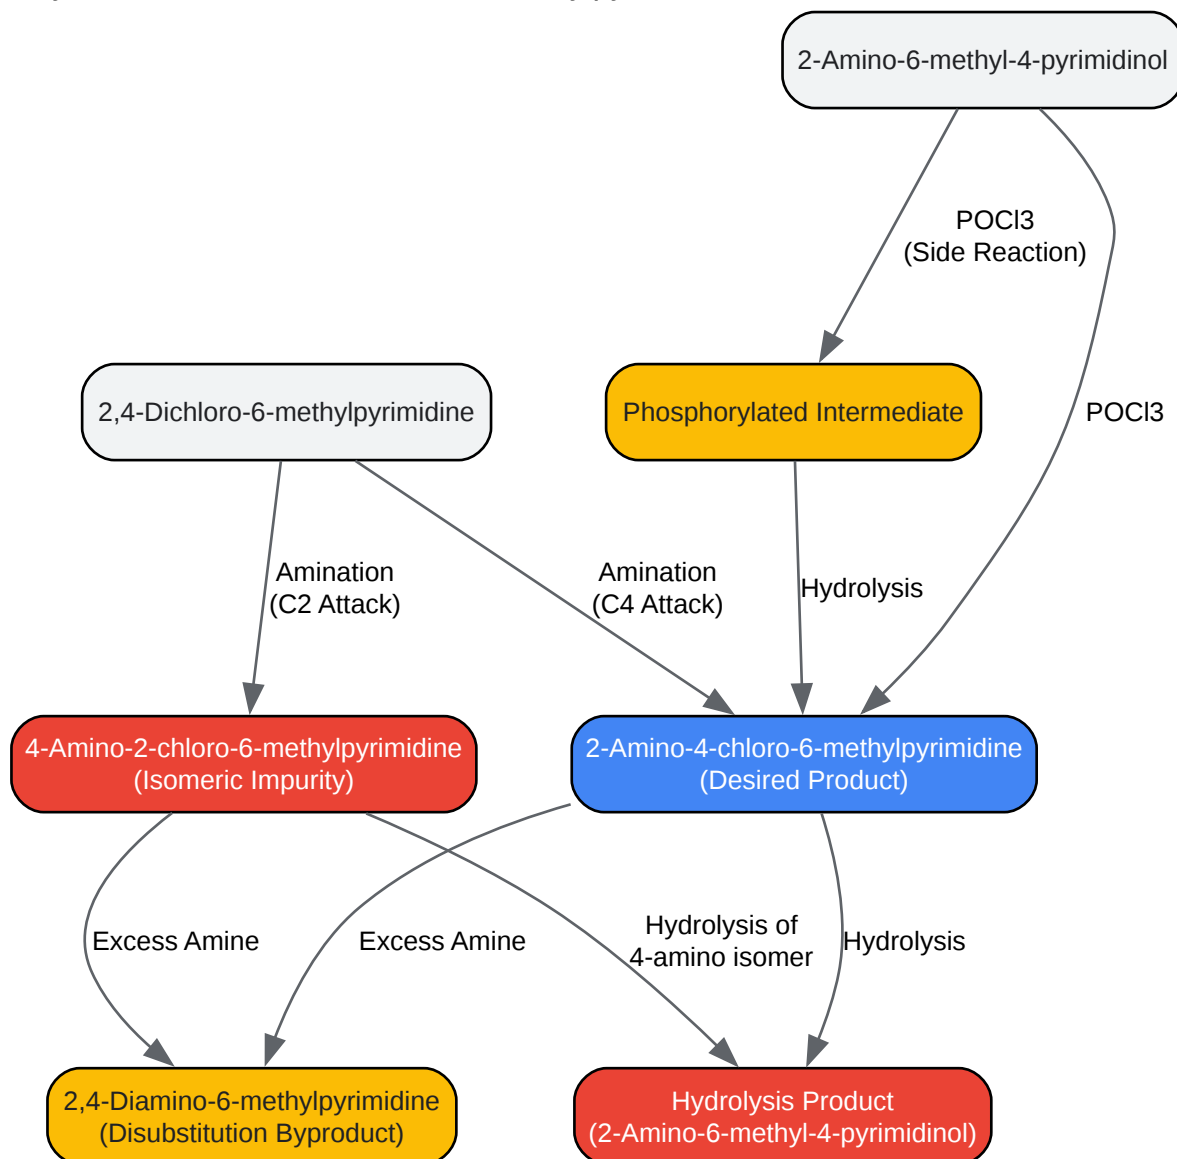 2-Amino-6-methyl-4-pyrimidinol
POCl3
(Side Reaction)
2,4-Dichloro-6-methylpyrimidine
Phosphorylated Intermediate
POCl3
Amination
(C2 Attack)
Amination
(C4 Attack)
Hydrolysis
4-Amino-2-chloro-6-methylpyrimidine
(Isomeric Impurity)
2-Amino-4-chloro-6-methylpyrimidine
(Desired Product)
Excess Amine
Excess Amine
Hydrolysis of
4-amino isomer
Hydrolysis
2,4-Diamino-6-methylpyrimidine
(Disubstitution Byproduct)
Hydrolysis Product
(2-Amino-6-methyl-4-pyrimidinol)